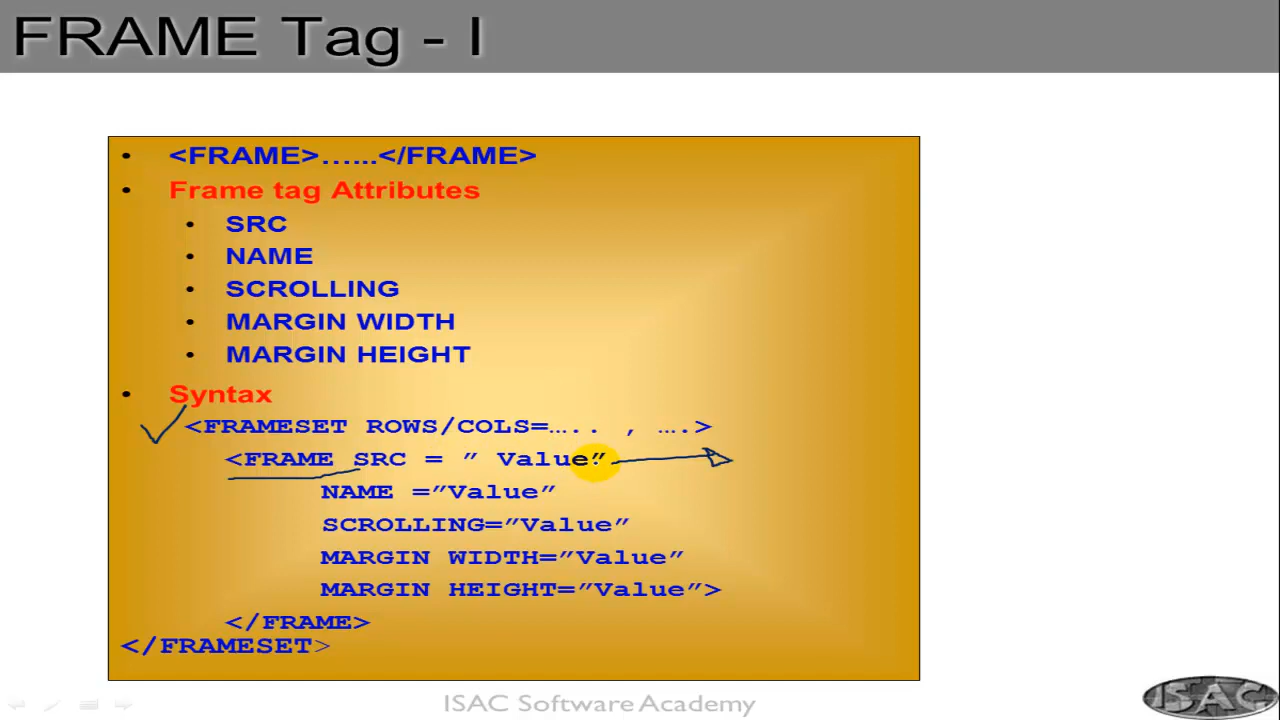 FRAME Tag - I
• <FRAME>…...</FRAME>
• Frame tag Attributes
• SRC
• NAME
• SCROLLING
• MARGIN WIDTH
• MARGIN HEIGHT
• Syntax
<FRAMESET ROWS/COLS=….. , ….>
<FRAME SRC = ” Value”
NAME =”Value”
SCROLLING=”Value”
MARGIN WIDTH=”Value”
MARGIN HEIGHT=”Value”>
</FRAME>
</FRAMESET>
ISAC Software Academy
ISAC